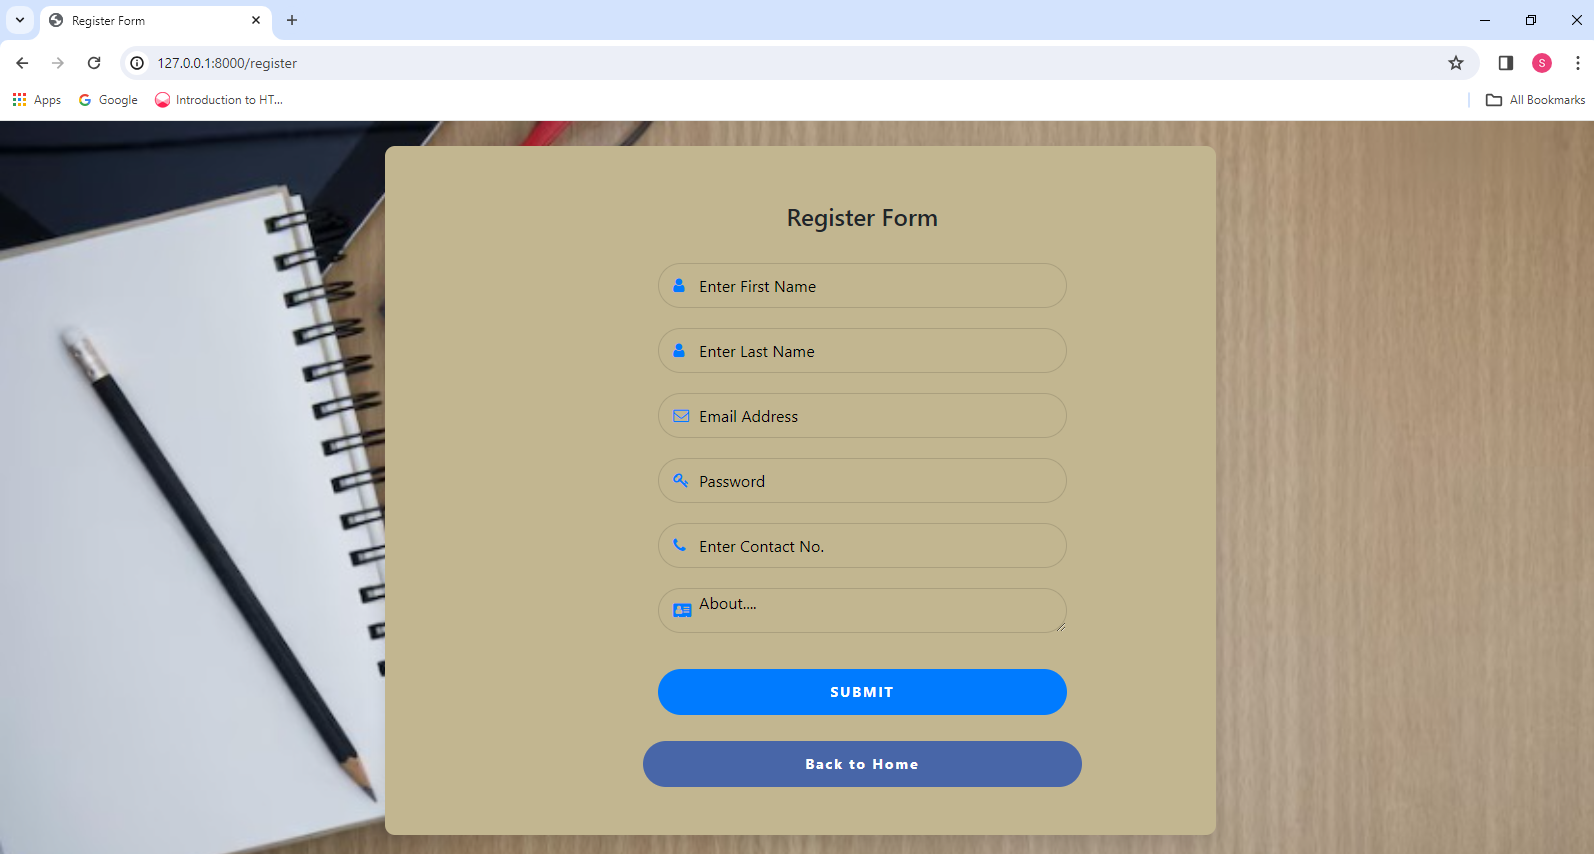 Register Form
127.0.0.1:8000/register
Apps
Google
Introduction to HT...
All Bookmarks
S
Register Form
Enter First Name
Enter Last Name
Email Address
Password
Enter Contact No.
About....
SUBMIT
Back to Home